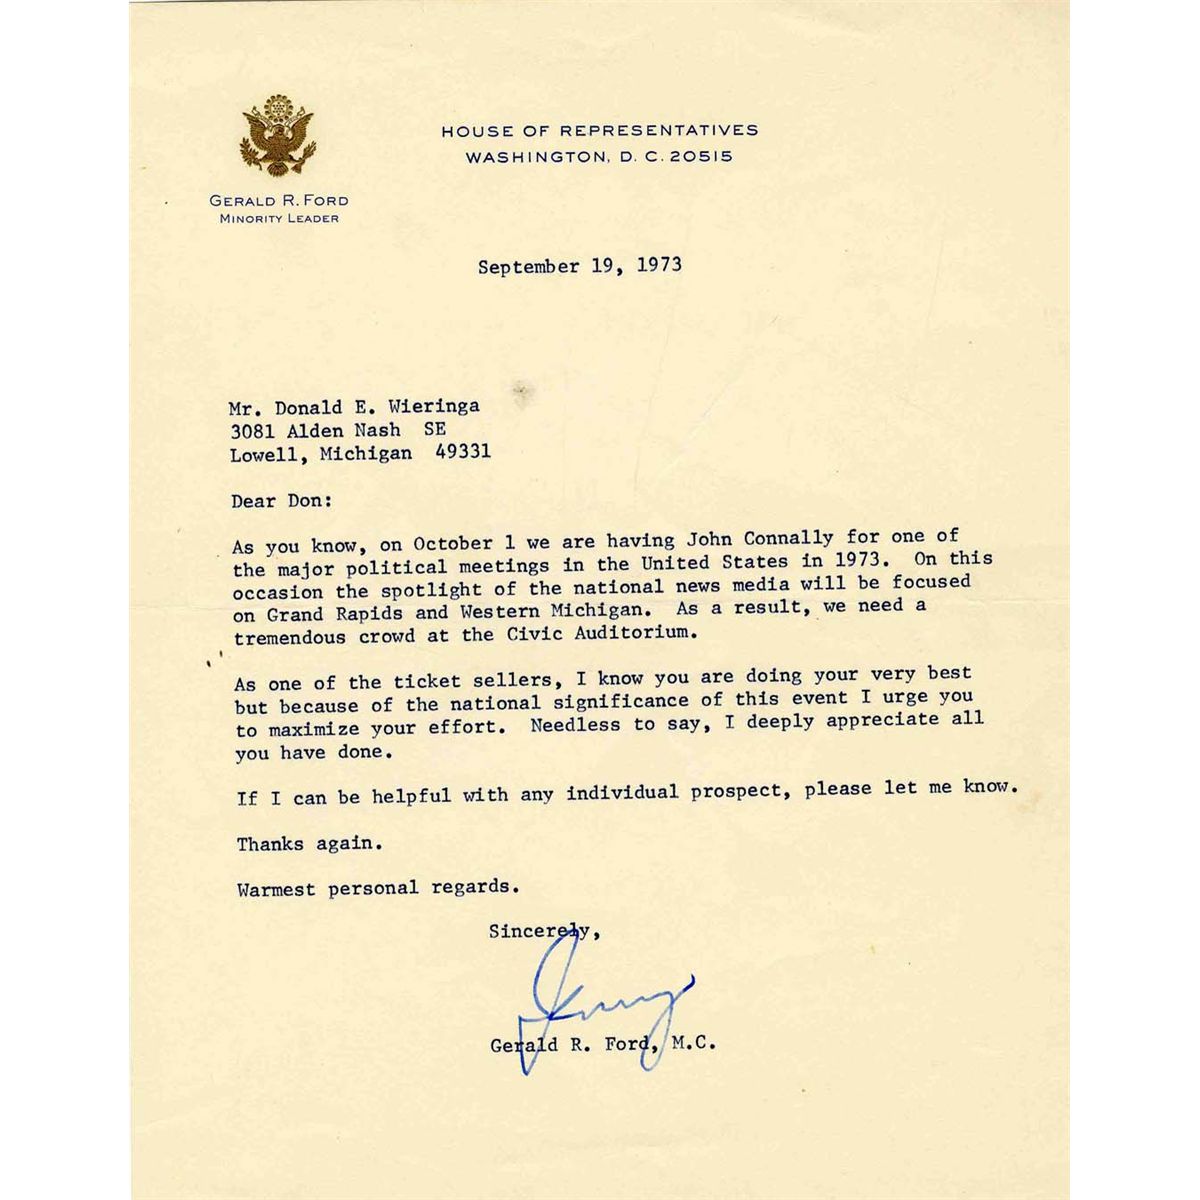 HOUSE OF REPRESENTATIVES
WASHINGTON, D. C. 20515
GERALD R. FORD
MINORITY LEADER
September 19, 1973
Mr. Donald E. Wieringa
3081 Alden Nash SE
Lowell, Michigan 49331
Dear Don:
As you know, on October 1 we are having John Connally for one of
the major political meetings in the United States in 1973. On this
occasion the spotlight of the national news media will be focused
on Grand Rapids and Western Michigan. As a result, we need a
tremendous crowd at the Civic Auditorium.
As one of the ticket sellers, I know you are doing your very best
but because of the national significance of this event I urge you
to maximize your effort. Needless to say, I deeply appreciate all
you have done.
If I can be helpful with any individual prospect, please let me know.
Thanks again.
Warmest personal regards.
Sincerely,
Jerry
Gerald R. Ford, M.C.